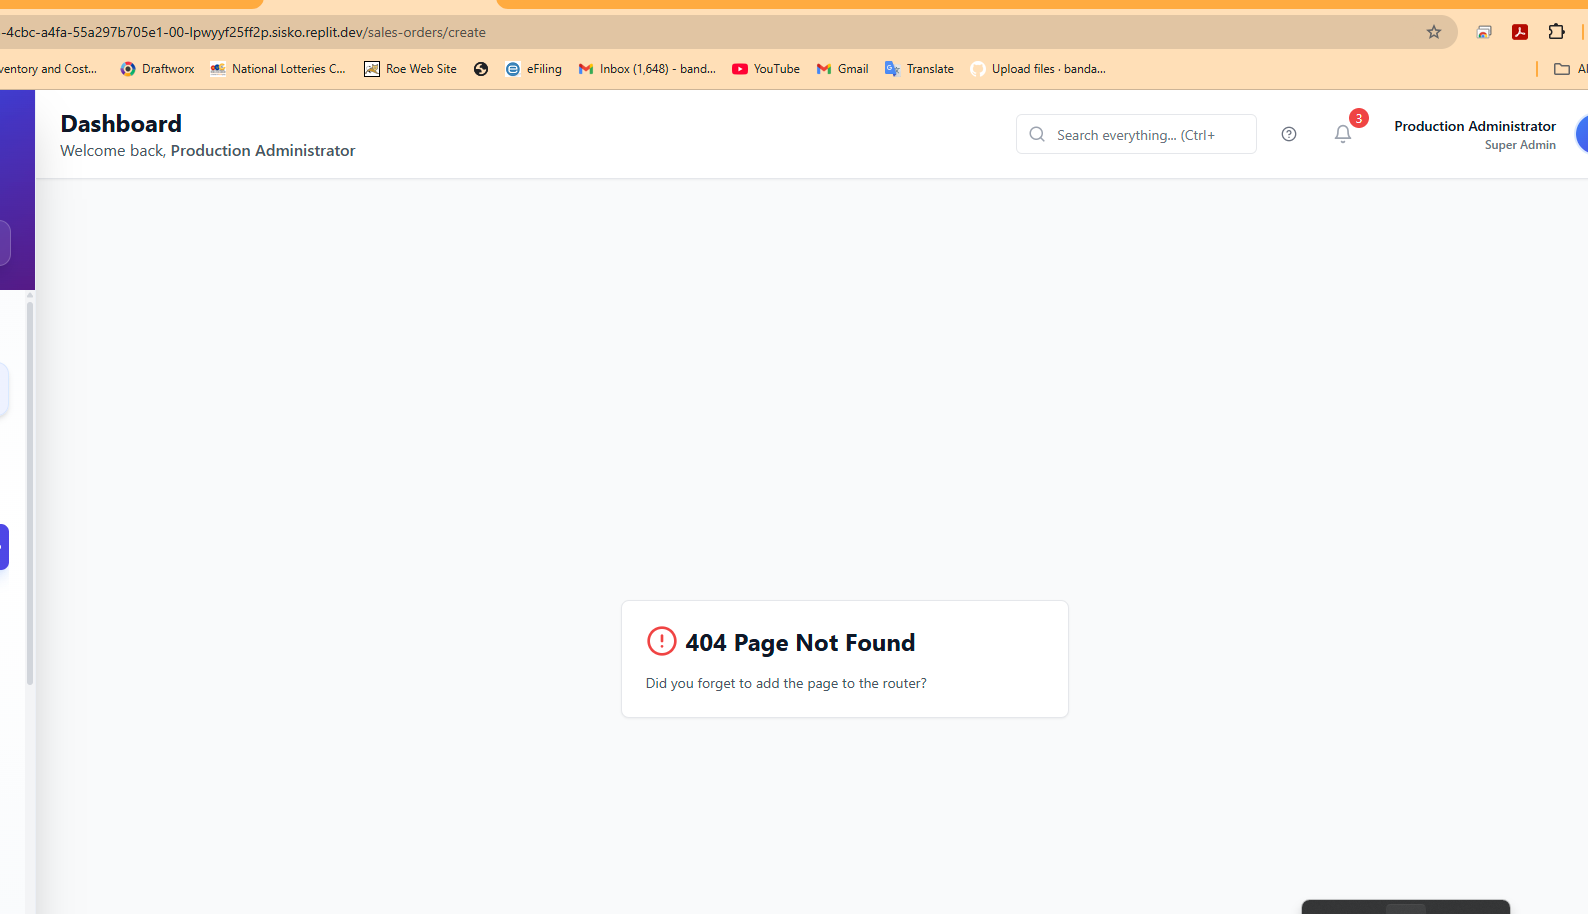 -4cbc-a4fa-55a297b705e1-00-lpwyyf25ff2p.sisko.replit.dev/sales-orders/create
ventory and Cost... Draftworx National Lotteries C... Roe Web Site eFiling Inbox (1,648) - band... YouTube Gmail Translate Upload files · banda... Al
Dashboard
Welcome back, Production Administrator
Search everything... (Ctrl+
3
Production Administrator
Super Admin
404 Page Not Found
Did you forget to add the page to the router?